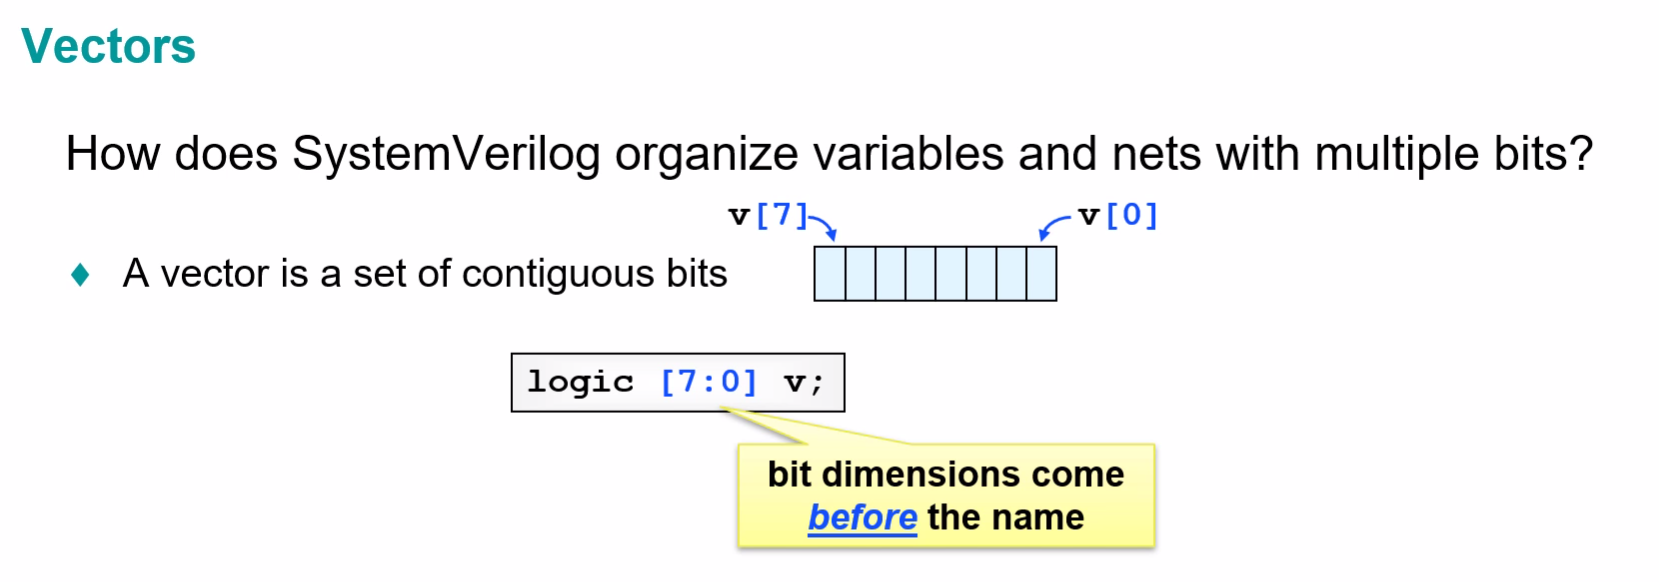 Vectors
How does SystemVerilog organize variables and nets with multiple bits?
v[7] v[0]
♦ A vector is a set of contiguous bits
logic [7:0] v;
bit dimensions come
before the name